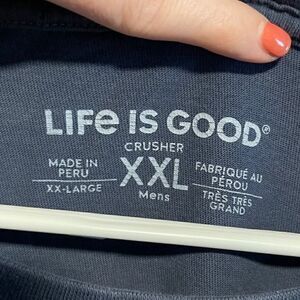 LIFe IS GOOD®
CRUSHER
MADE IN
PERU
XX-LARGE
XXL
Mens
FABRIQUÉ AU
PÉROU
TRÈS TRÈS
GRAND